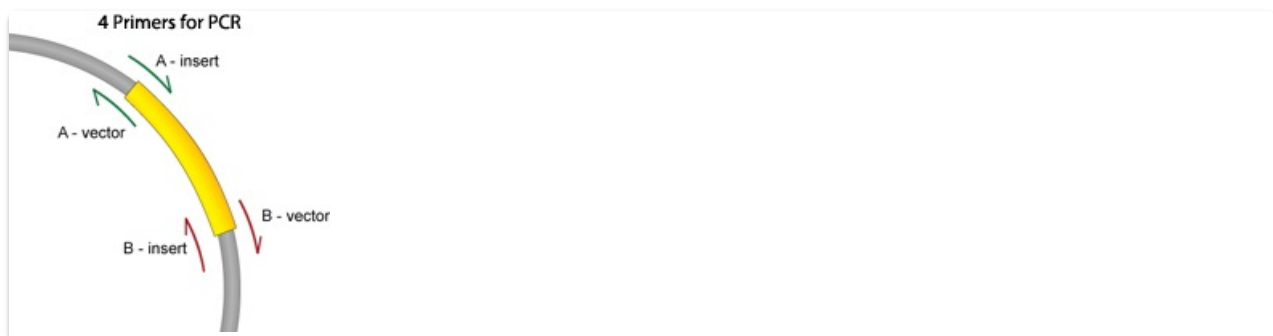 4 Primers for PCR
A - insert
A - vector
B - vector
B - insert